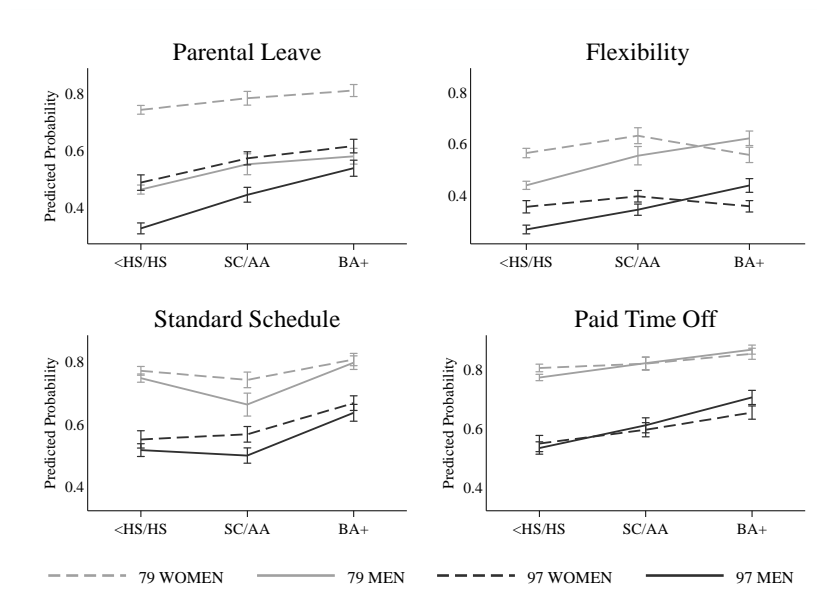 Parental Leave
Flexibility
Predicted Probability
0.8
0.6
0.4
<HS/HS SC/AA BA+
0.8
0.6
0.4
<HS/HS SC/AA BA+
Standard Schedule
Paid Time Off
Predicted Probability
0.8
0.6
0.4
<HS/HS SC/AA BA+
Predicted Probability
0.8
0.6
0.4
<HS/HS SC/AA BA+
79 WOMEN 79 MEN 97 WOMEN 97 MEN